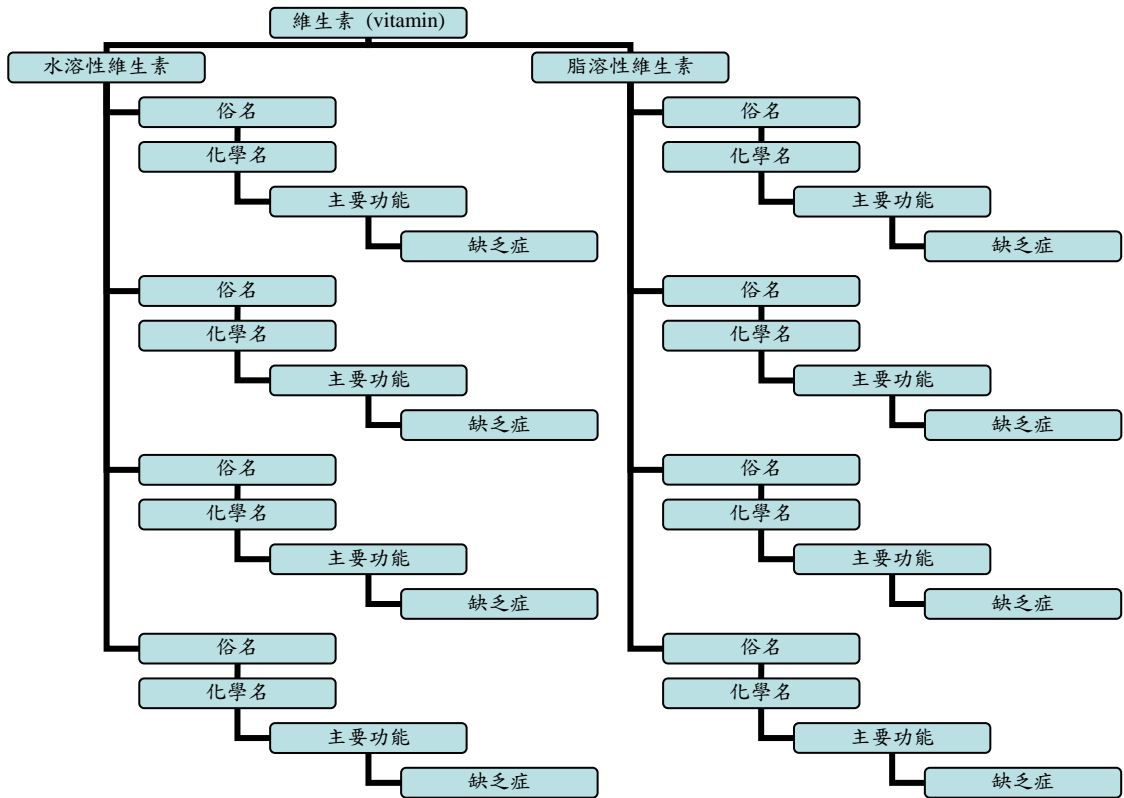 維生素 (vitamin)
水溶性維生素
俗名
化學名
主要功能
缺乏症
俗名
化學名
主要功能
缺乏症
俗名
化學名
主要功能
缺乏症
俗名
化學名
主要功能
缺乏症
脂溶性維生素
俗名
化學名
主要功能
缺乏症
俗名
化學名
主要功能
缺乏症
俗名
化學名
主要功能
缺乏症
俗名
化學名
主要功能
缺乏症